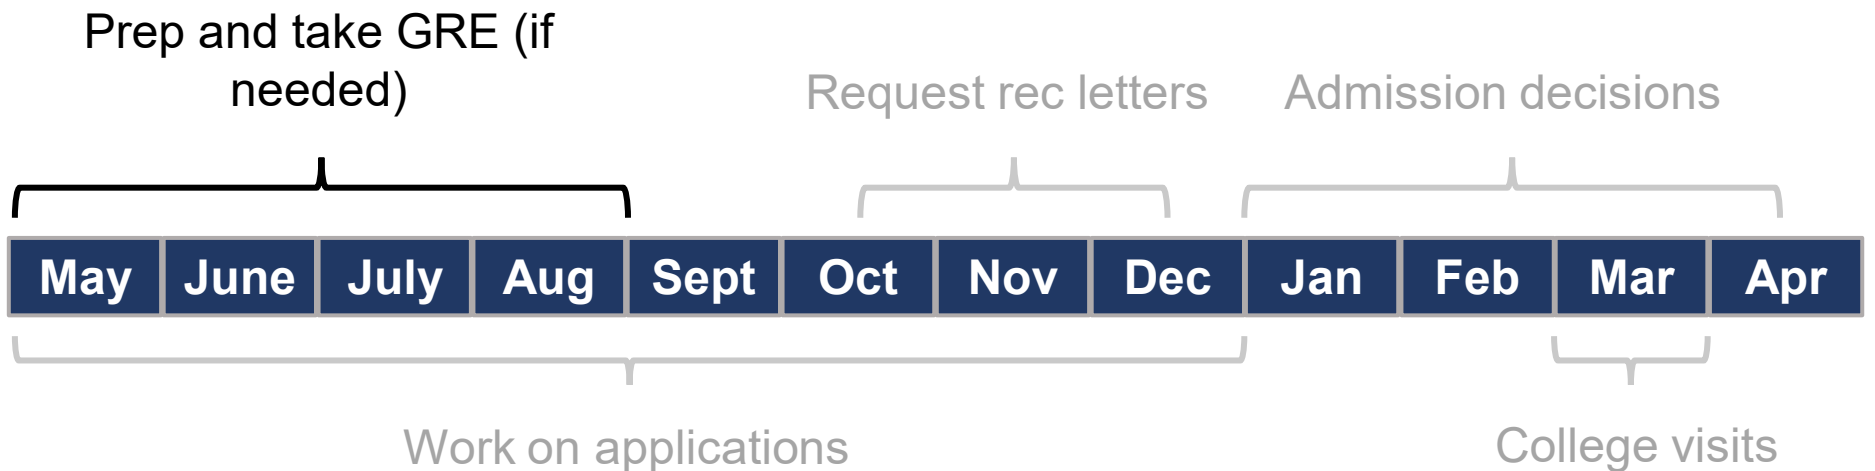 Prep and take GRE (if
needed)
Request rec letters
Admission decisions
May June July Aug Sept Oct Nov Dec Jan Feb Mar Apr
Work on applications
College visits